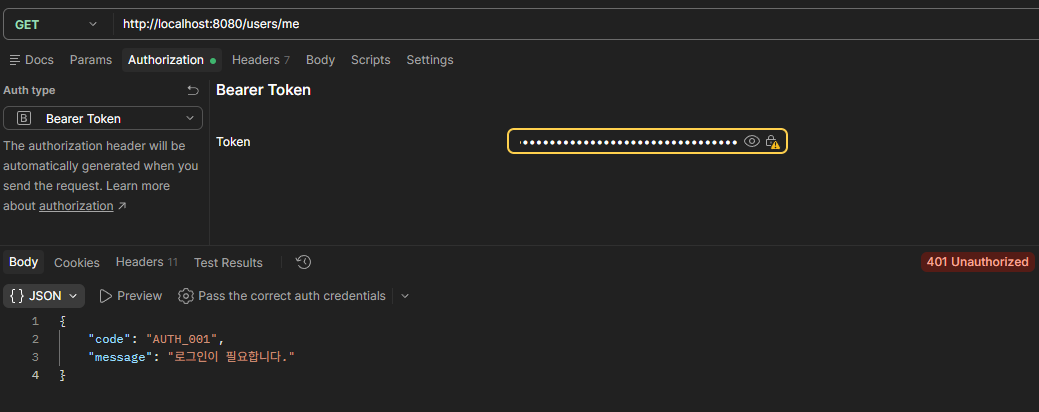 GET http://localhost:8080/users/me
Docs Params Authorization Headers 7 Body Scripts Settings
Auth type
B Bearer Token
The authorization header will be
automatically generated when you
send the request. Learn more
about authorization ↗
Bearer Token
Token
Body Cookies Headers 11 Test Results 401 Unauthorized
{ } JSON Preview Pass the correct auth credentials
1 {
2 "code": "AUTH_001",
3 "message": "로그인이 필요합니다."
4 }